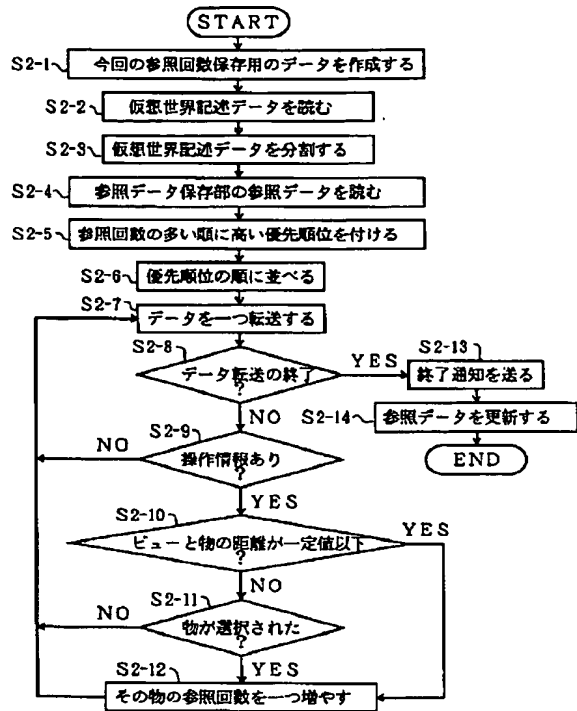 START
S2-1 今回の参照回数保存用のデータを作成する
S2-2 仮想世界記述データを読む
S2-3 仮想世界記述データを分割する
S2-4 参照データ保存部の参照データを読む
S2-5 参照回数の多い順に高い優先順位を付ける
S2-6 優先順位の順に並べる
S2-7 データを一つ転送する
S2-8 データ転送の終了?
YES
S2-13 終了通知を送る
S2-14 参照データを更新する
END
NO
S2-9 操作情報あり?
NO
YES
S2-10 ビューと物の距離が一定値以下?
YES
NO
S2-11 物が選択された?
NO
YES
S2-12 その物の参照回数を一つ増やす